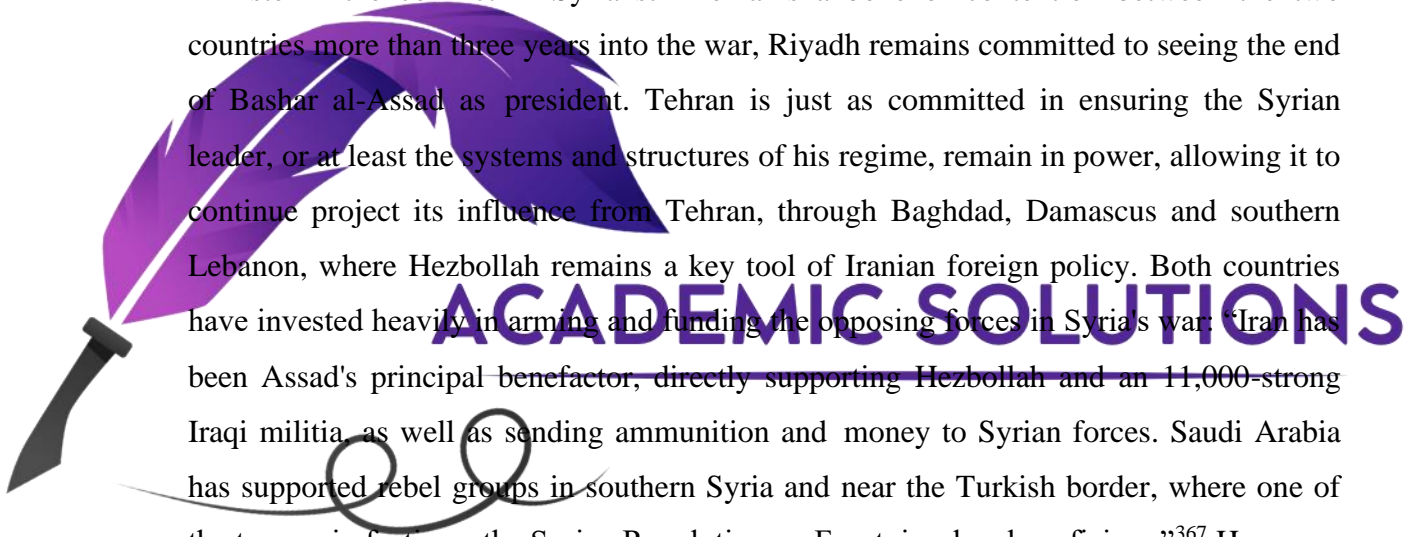 countries more than three years into the war, Riyadh remains committed to seeing the end
of Bashar al-Assad as president. Tehran is just as committed in ensuring the Syrian
leader, or at least the systems and structures of his regime, remain in power, allowing it to
continue project its influence from Tehran, through Baghdad, Damascus and southern
Lebanon, where Hezbollah remains a key tool of Iranian foreign policy. Both countries
ACADEMIC SOLUTIONS
have invested heavily in arming and funding the opposing forces in Syria's war: “Iran has
been Assad's principal benefactor, directly supporting Hezbollah and an 11,000-strong
Iraqi militia, as well as sending ammunition and money to Syrian forces. Saudi Arabia
has supported rebel groups in southern Syria and near the Turkish border, where one of